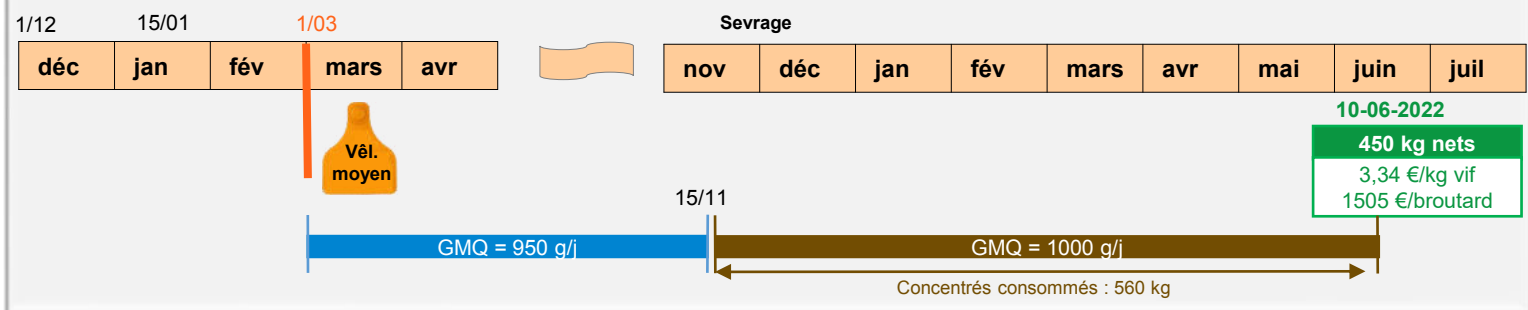 1/12 15/01 1/03 Sevrage
déc jan fév mars avr nov déc jan fév mars avr mai juin juil
10-06-2022
Vêl.
moyen
450 kg nets
3,34 €/kg vif
1505 €/broutard
15/11
GMQ = 950 g/j GMQ = 1000 g/j
Concentrés consommés : 560 kg